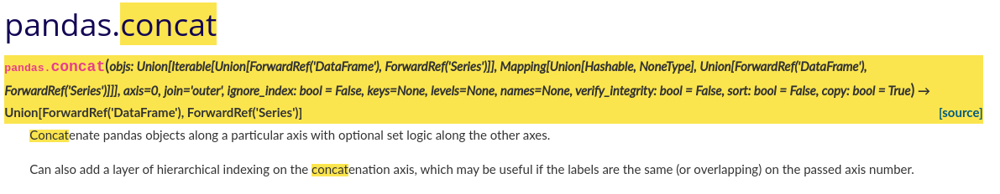 pandas.concat
pandas.concat(objs: Union[Iterable[Union[ForwardRef('DataFrame'), ForwardRef('Series')]], Mapping[Union[Hashable, NoneType], Union[ForwardRef('DataFrame'),
ForwardRef('Series')]]], axis=0, join='outer', ignore_index: bool = False, keys=None, levels=None, names=None, verify_integrity: bool = False, sort: bool = False, copy: bool = True) →
Union[ForwardRef('DataFrame'), ForwardRef('Series')] [source]
Concatenate pandas objects along a particular axis with optional set logic along the other axes.
Can also add a layer of hierarchical indexing on the concatenation axis, which may be useful if the labels are the same (or overlapping) on the passed axis number.